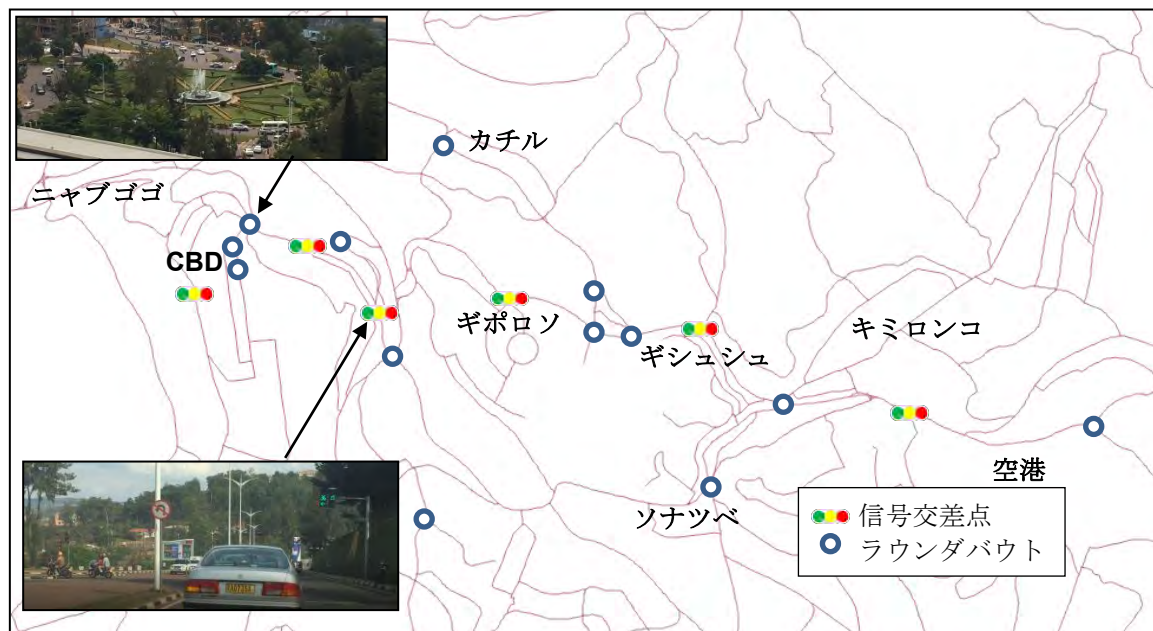 カチル
ニャブゴゴ
CBD
ギポロソ
キミロンコ
ギシュシュ
空港
ソナツベ
信号交差点
ラウンダバウト